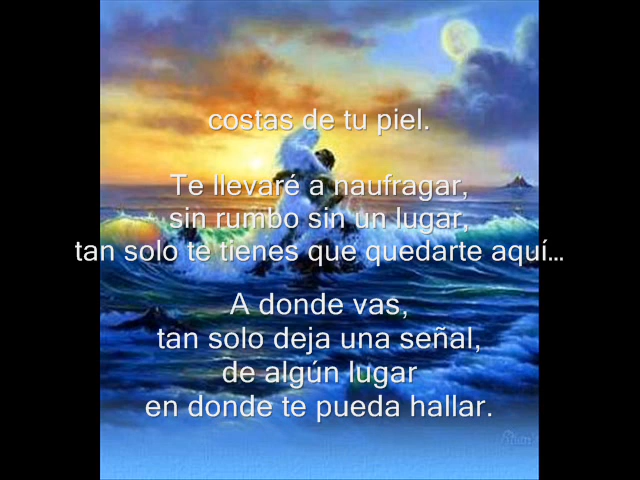 costas de tu piel.
Te llevaré a naufragar,
sin rumbo sin un lugar,
tan solo te tienes que quedarte aquí...
A donde vas,
tan solo deja una señal,
de algún lugar
en donde te pueda hallar.